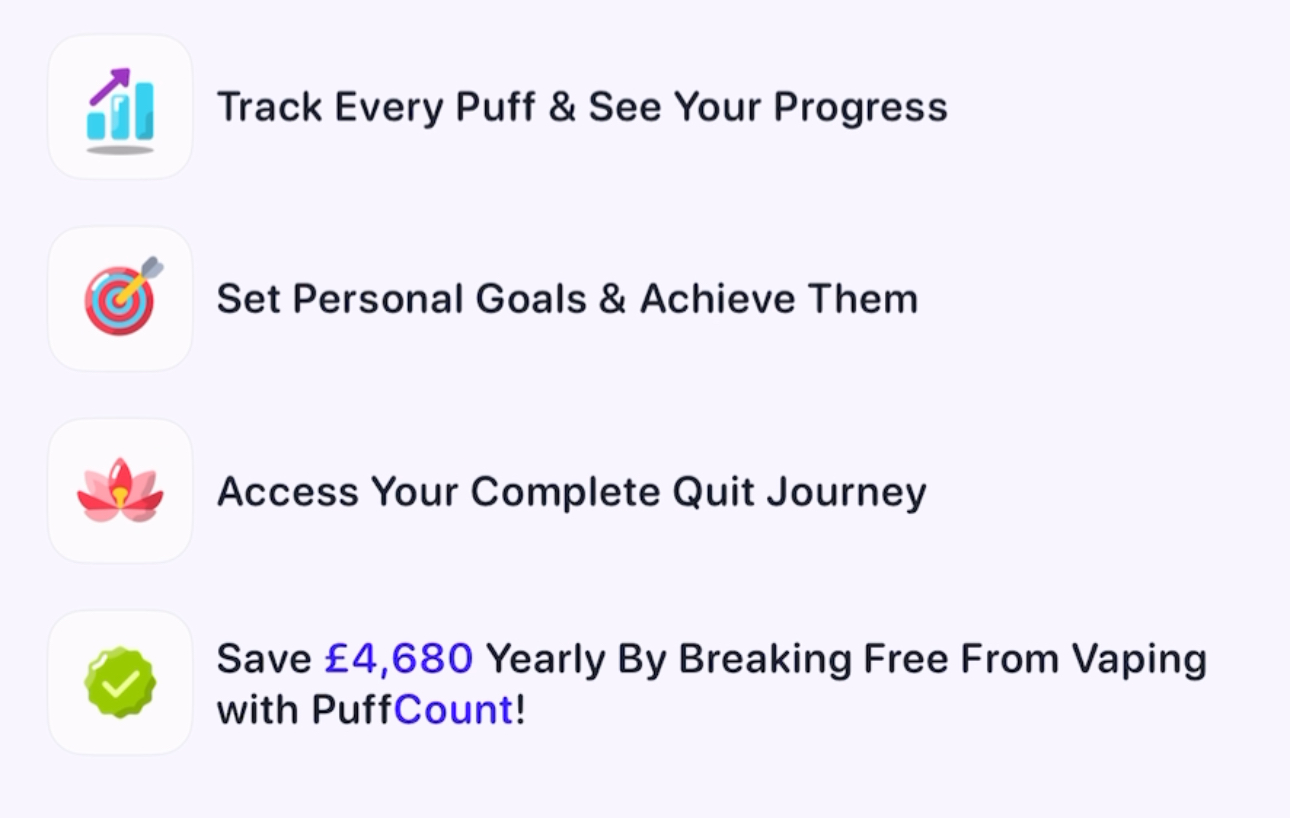 Track Every Puff & See Your Progress
Set Personal Goals & Achieve Them
Access Your Complete Quit Journey
Save £4,680 Yearly By Breaking Free From Vaping
with PuffCount!